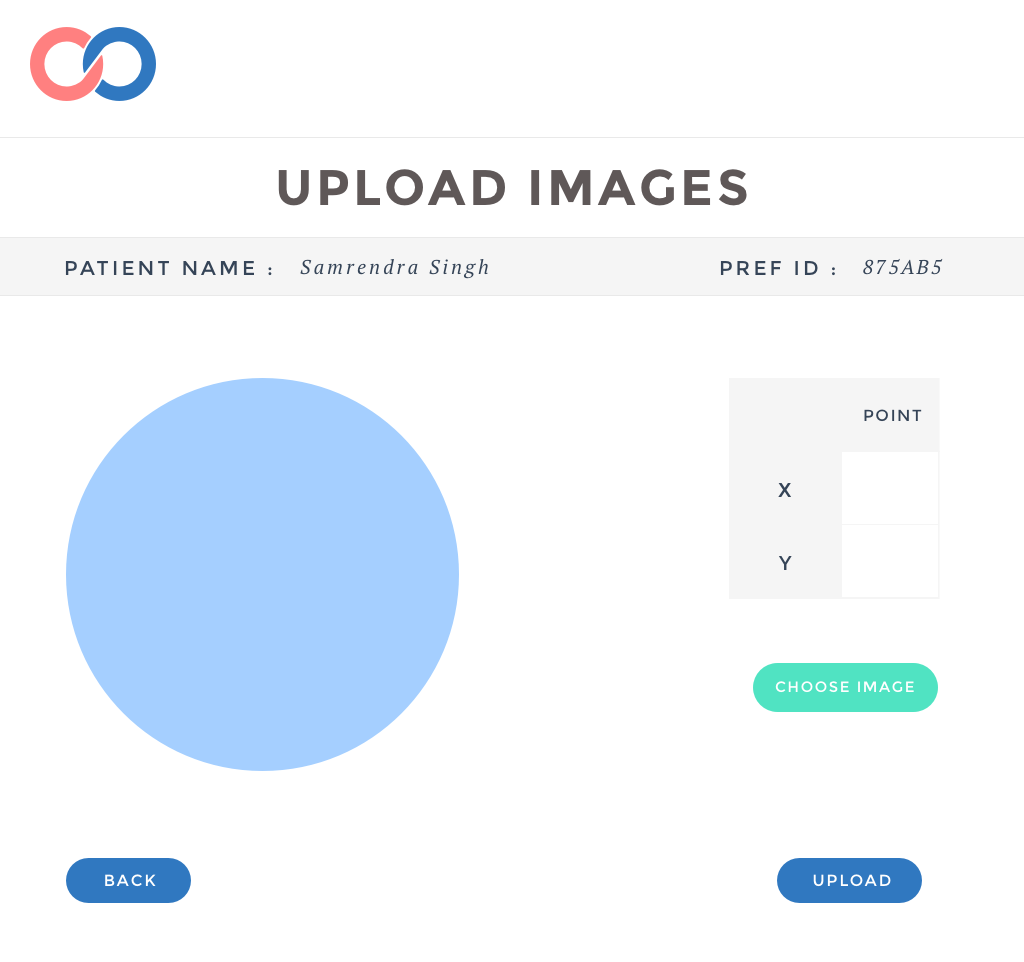 UPLOAD IMAGES
PATIENT NAME : Samrendra Singh PREF ID : 875AB5
POINT
X
Y
CHOOSE IMAGE
BACK UPLOAD